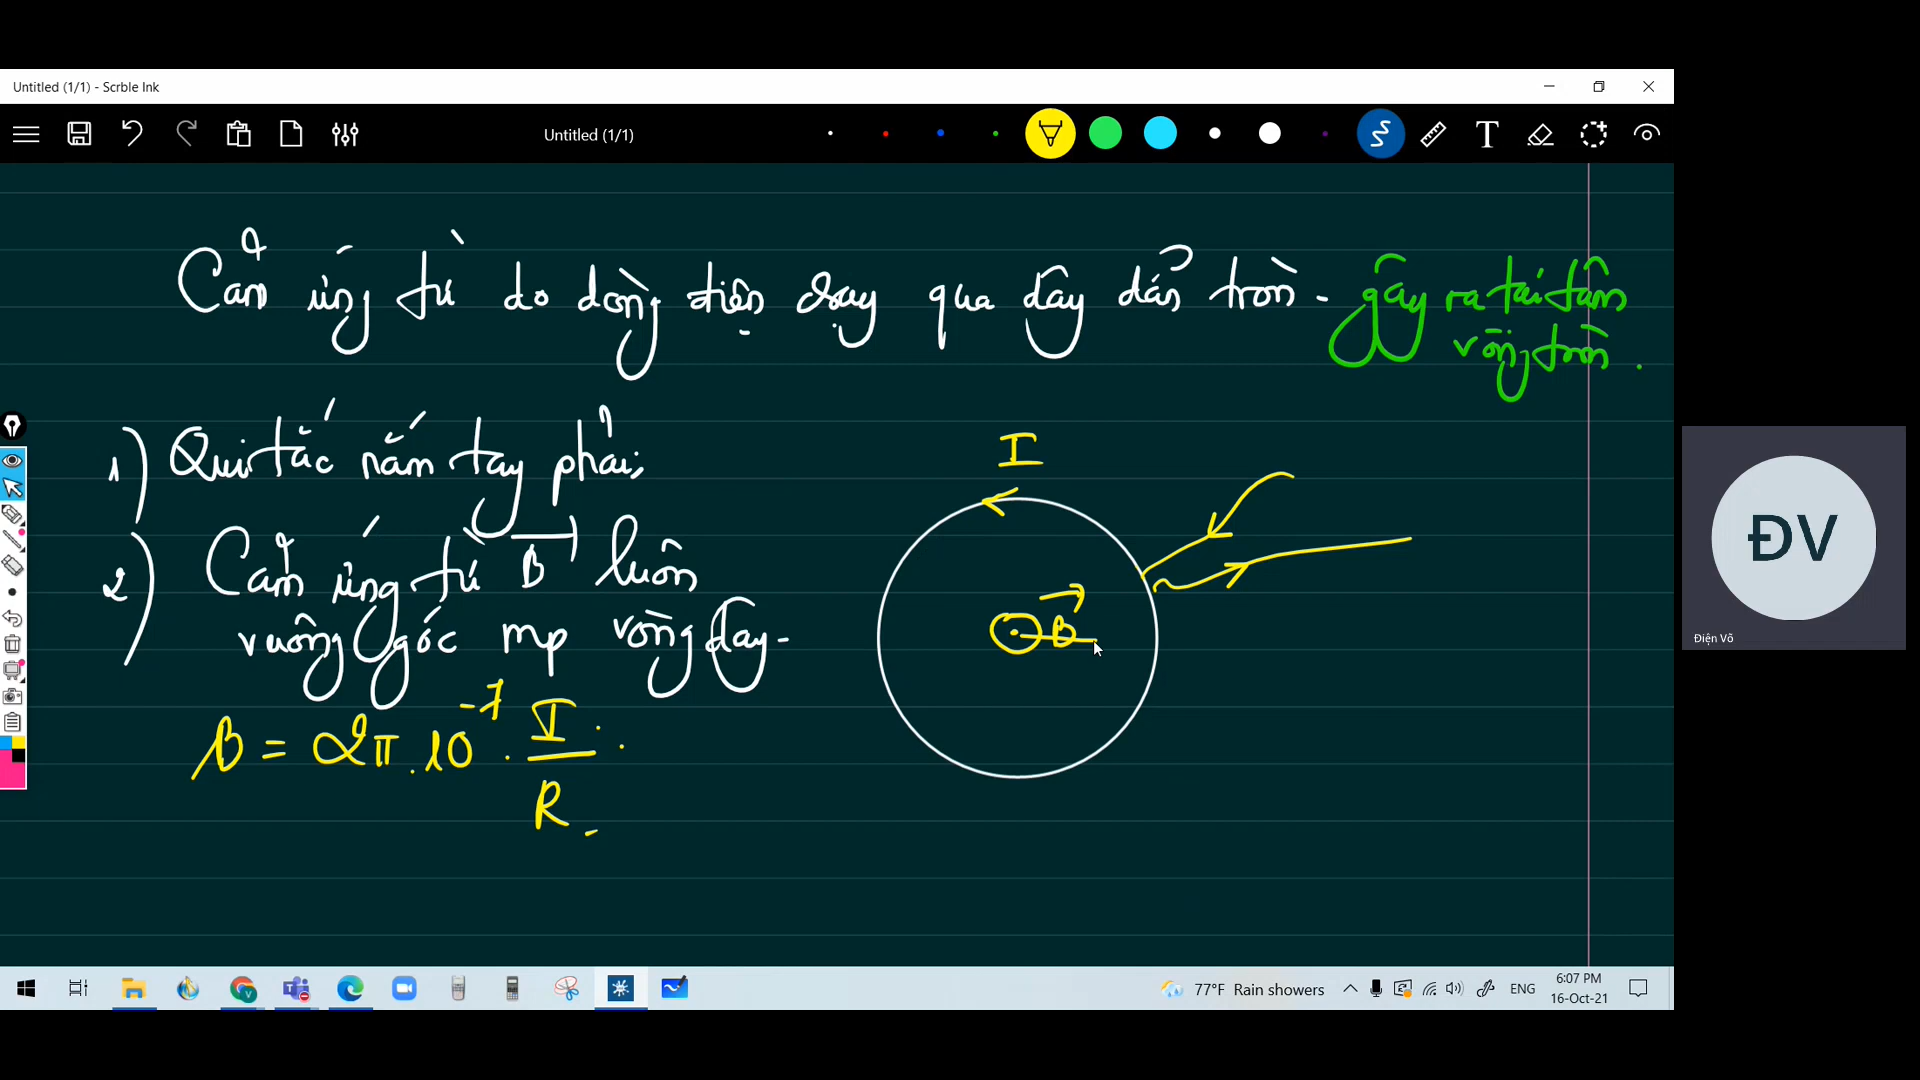 Untitled (1/1) - Scrble Ink
Untitled (1/1)
T
Cảm ứng từ do dòng điện chạy qua dây dẫn tròn. gây ra tại tâm
vòng tròn.
1) Qui tắc nắm tay phải;
2) Cảm ứng từ B luôn
vuông góc mp vòng dây.
B = 2π.10^-7 . I/R.
I
B
ĐV
Điện Võ
77°F Rain showers
ENG
6:07 PM
16-Oct-21